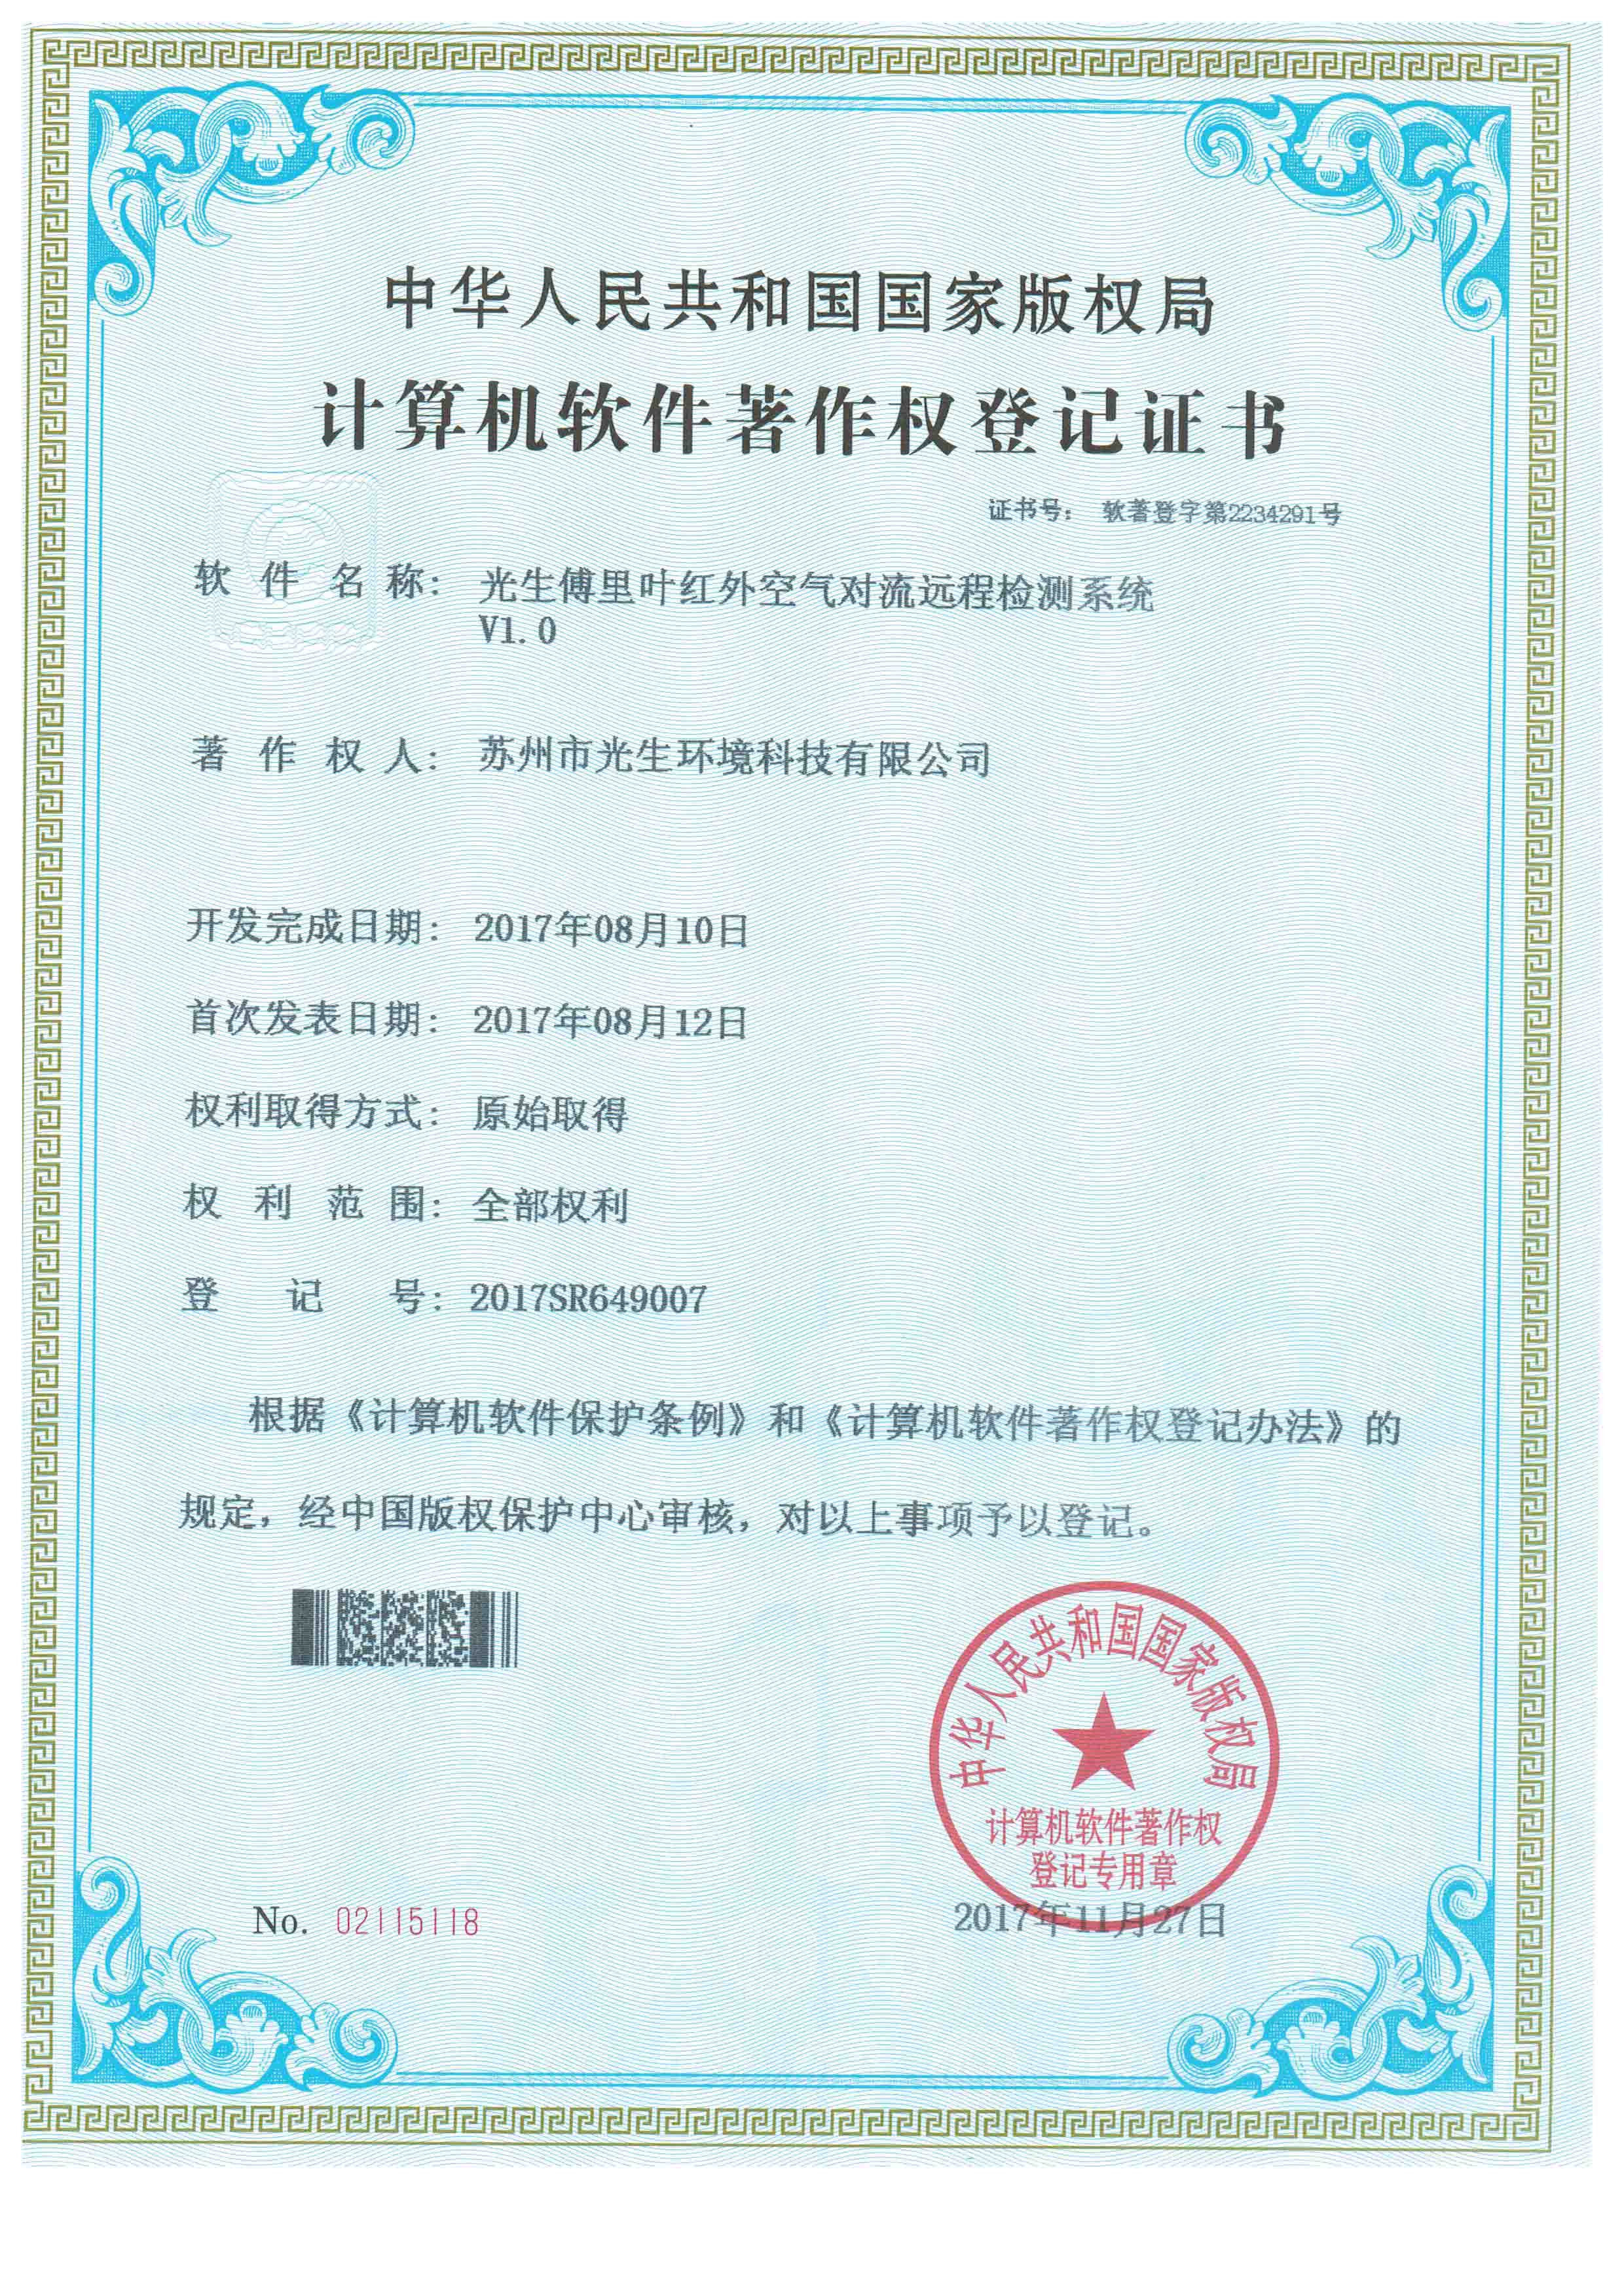 中华人民共和国国家版权局
计算机软件著作权登记证书
证书号： 软著登字第2234291号
软件名称： 光生傅里叶红外空气对流远程检测系统
V1.0
著作权人： 苏州市光生环境科技有限公司
开发完成日期： 2017年08月10日
首次发表日期： 2017年08月12日
权利取得方式： 原始取得
权利范围： 全部权利
登记号： 2017SR649007
根据《计算机软件保护条例》和《计算机软件著作权登记办法》的
规定，经中国版权保护中心审核，对以上事项予以登记。
中华人民共和国国家版权局
计算机软件著作权
登记专用章
No. 02115118
2017年11月27日